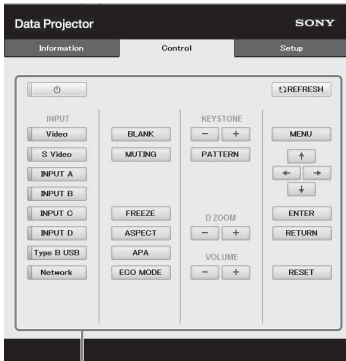 Data Projector SONY
Information Control Setup
REFRESH
INPUT KEYSTONE
Video BLANK - + MENU
S Video MUTING PATTERN ↑
INPUT A ← →
INPUT B ↓
INPUT C FREEZE D ZOOM ENTER
INPUT D ASPECT - + RETURN
Type B USB APA VOLUME
Network ECO MODE - + RESET